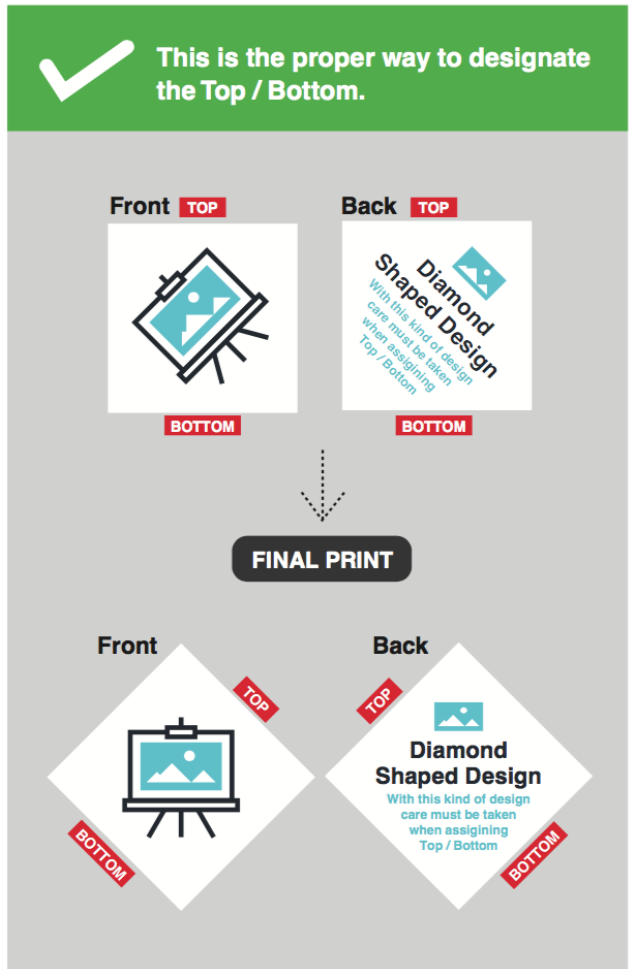 This is the proper way to designate
the Top / Bottom.
Front TOP
Back TOP
Diamond
Shaped Design
With this kind of design
care must be taken
when assigining
Top / Bottom
BOTTOM
BOTTOM
FINAL PRINT
Front
Back
TOP
TOP
Diamond
Shaped Design
With this kind of design
care must be taken
when assigining
Top / Bottom
BOTTOM
BOTTOM